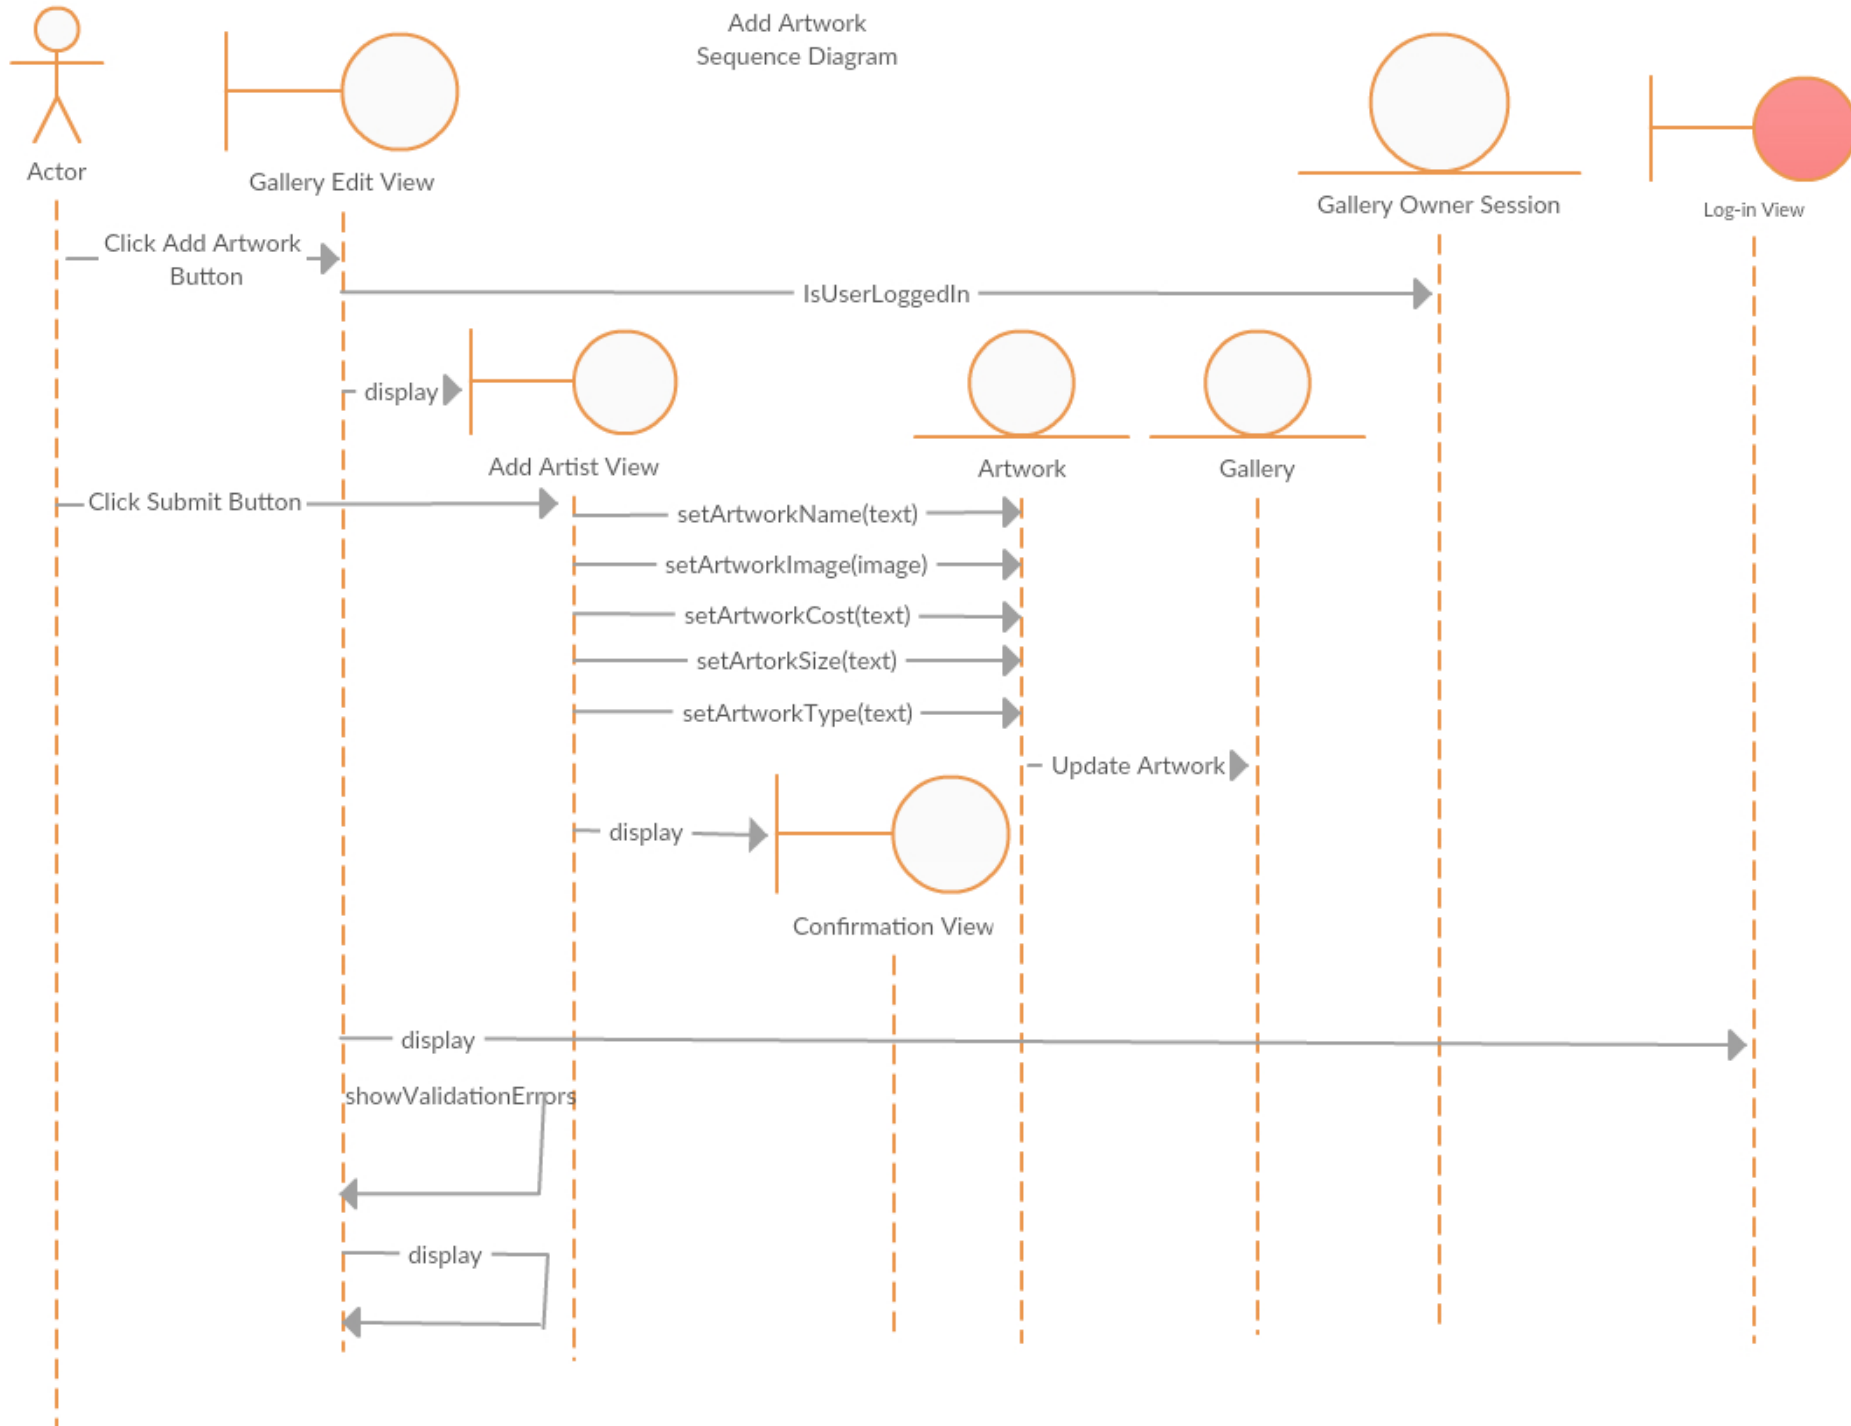 Add Artwork
Sequence Diagram
Actor
Gallery Edit View
Gallery Owner Session
Log-in View
Click Add Artwork
Button
IsUserLoggedIn
display
Add Artist View
Artwork
Gallery
Click Submit Button
setArtworkName(text)
setArtworkImage(image)
setArtworkCost(text)
setArtorkSize(text)
setArtworkType(text)
Update Artwork
display
Confirmation View
display
showValidationErrors
display